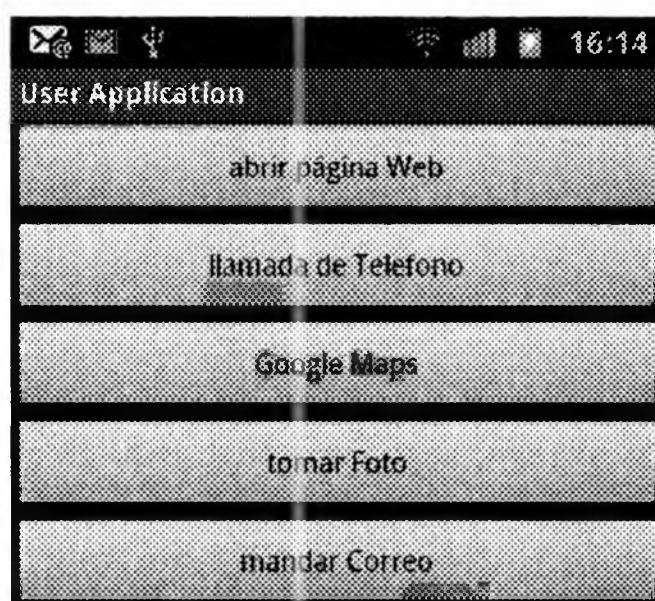 16:14
User Application
abrir página Web
llamada de Telefono
Google Maps
tomar Foto
mandar Correo